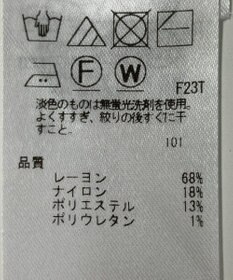 F W
F23T
淡色のものは無蛍光洗剤を使用。
よくすすぎ、絞りの後すぐに干
すこと。
101
品質
レーヨン 68%
ナイロン 18%
ポリエステル 13%
ポリウレタン 1%